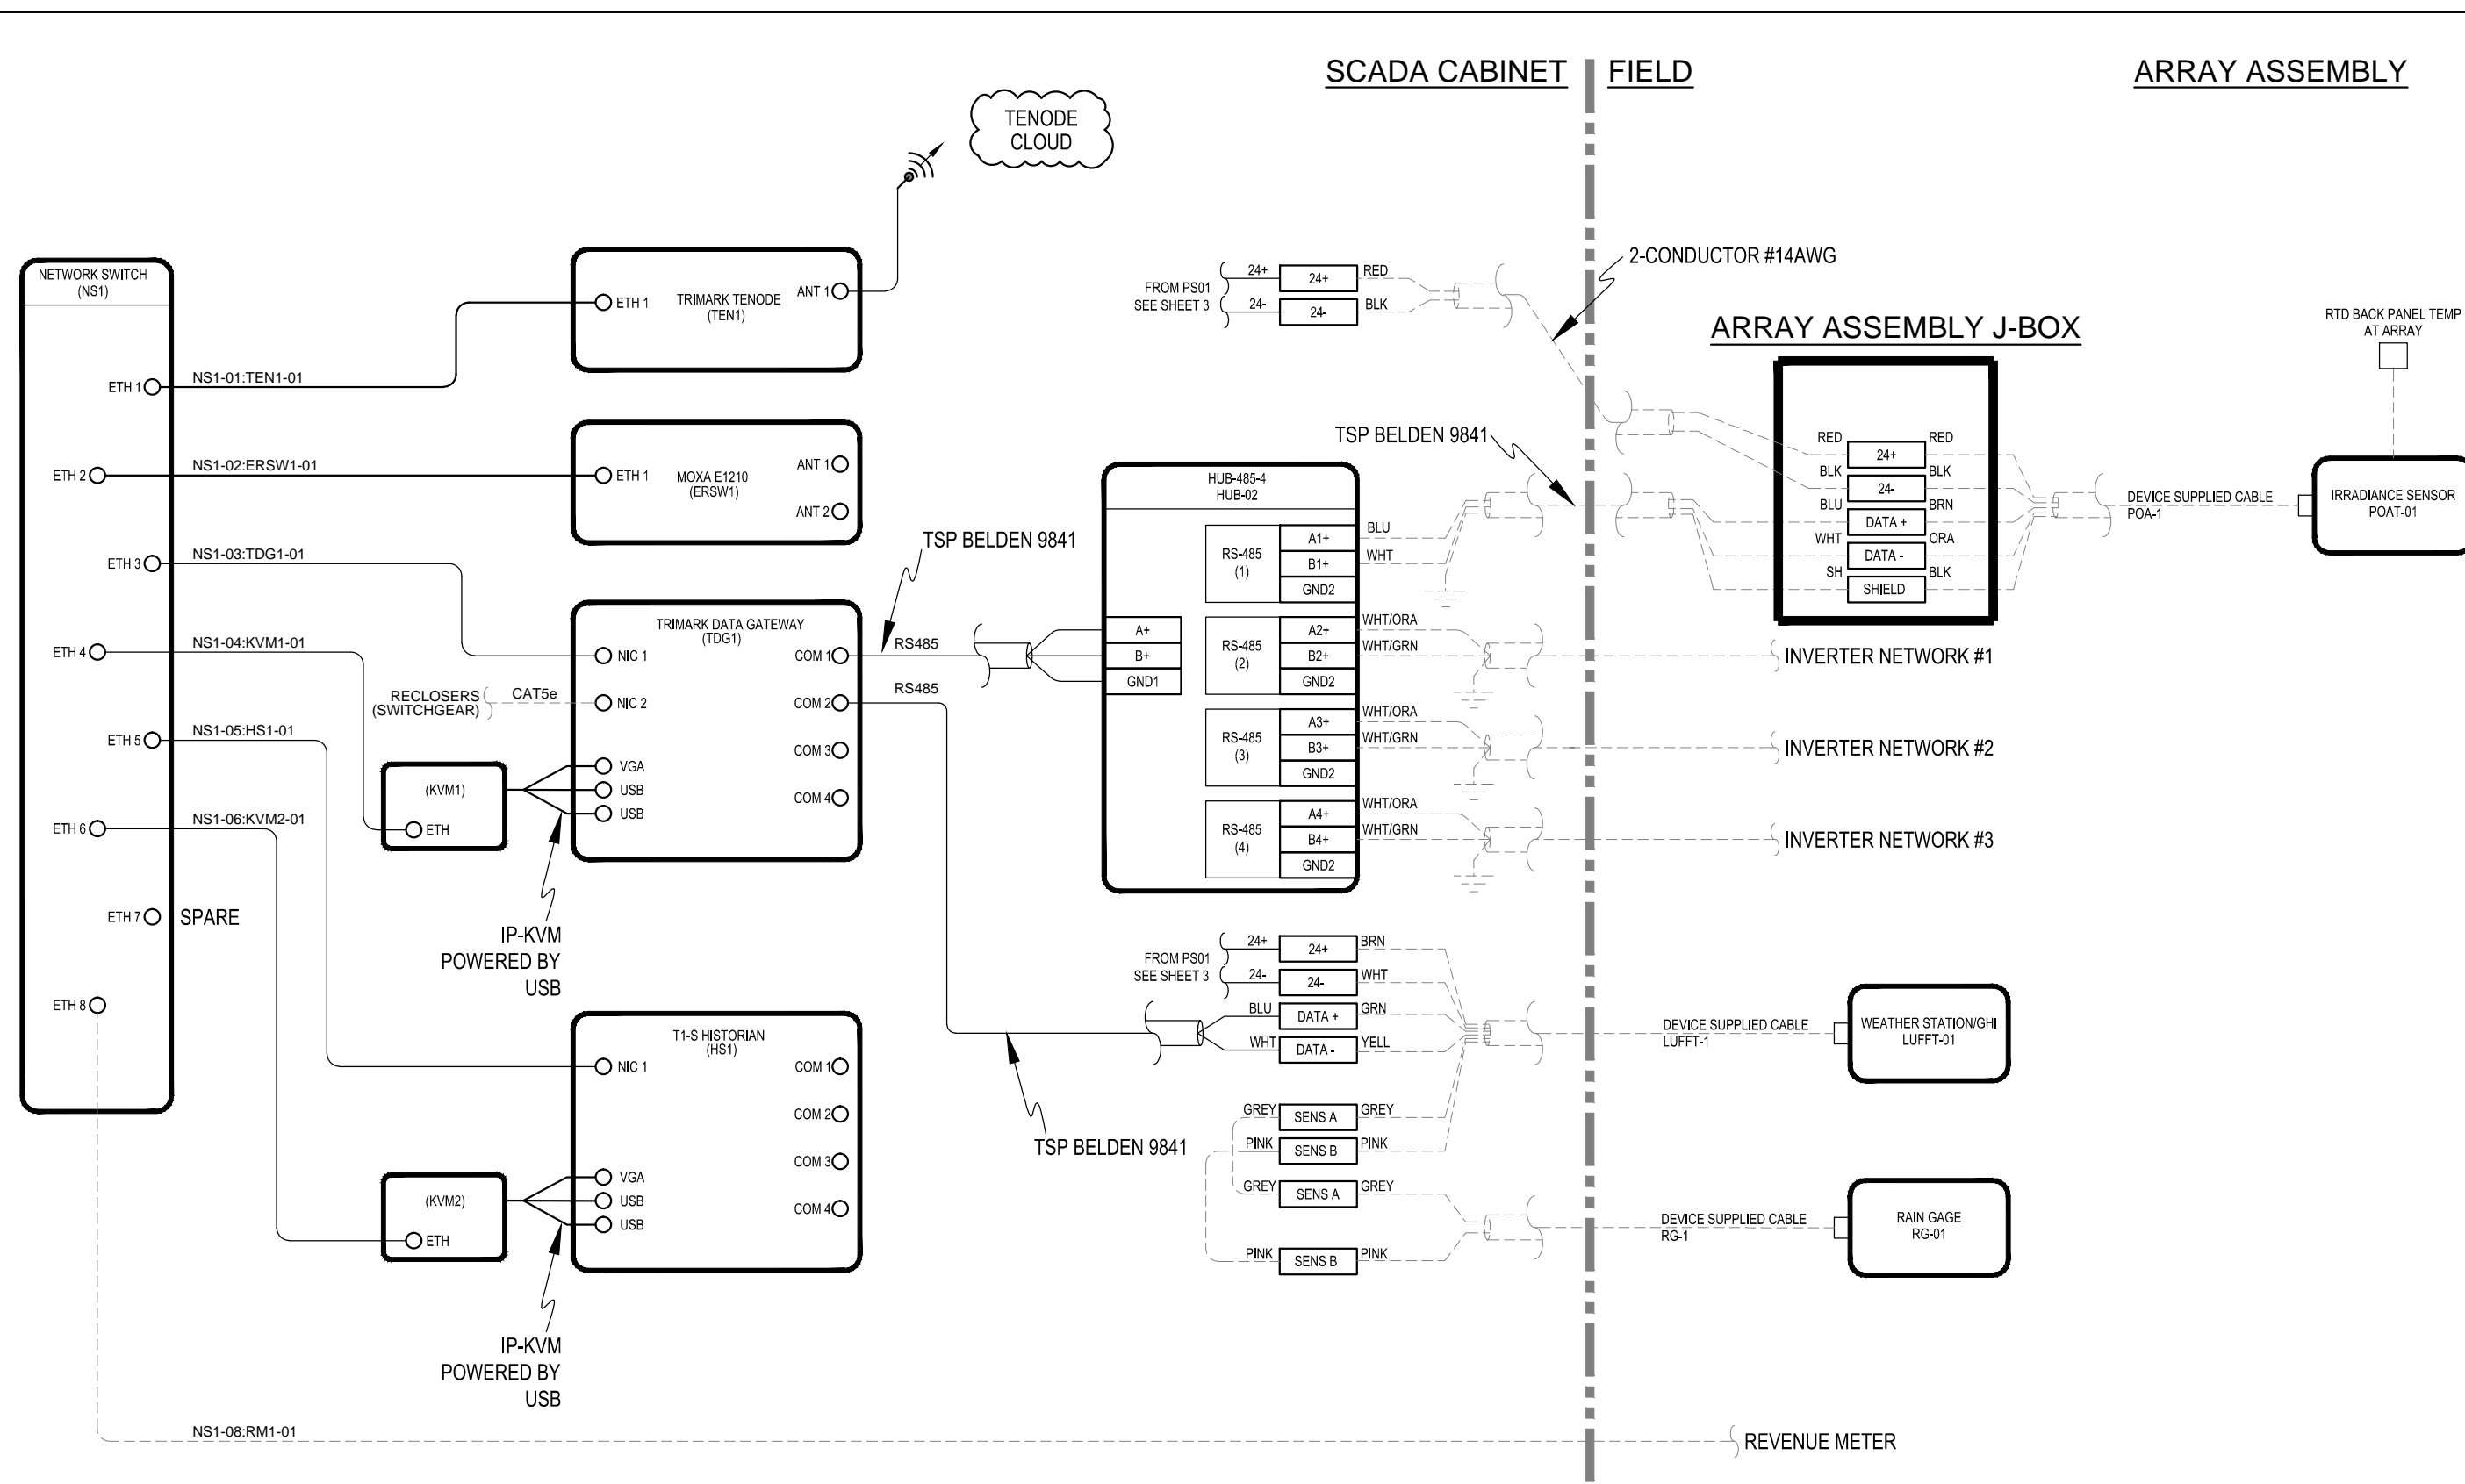 SCADA CABINET
FIELD
ARRAY ASSEMBLY
TENODE
CLOUD
NETWORK SWITCH
(NS1)
ETH 1
ETH 2
ETH 3
ETH 4
ETH 5
ETH 6
ETH 7
SPARE
ETH 8
NS1-01:TEN1-01
NS1-02:ERSW1-01
NS1-03:TDG1-01
NS1-04:KVM1-01
NS1-05:HS1-01
NS1-06:KVM2-01
NS1-08:RM1-01
RECLOSERS
(SWITCHGEAR)
CAT5e
ETH 1
TRIMARK TENODE
(TEN1)
ANT 1
ETH 1
MOXA E1210
(ERSW1)
ANT 1
ANT 2
TRIMARK DATA GATEWAY
(TDG1)
NIC 1
NIC 2
VGA
USB
USB
COM 1
COM 2
COM 3
COM 4
(KVM1)
ETH
IP-KVM
POWERED BY
USB
T1-S HISTORIAN
(HS1)
NIC 1
VGA
USB
USB
COM 1
COM 2
COM 3
COM 4
(KVM2)
ETH
IP-KVM
POWERED BY
USB
TSP BELDEN 9841
RS485
RS485
TSP BELDEN 9841
FROM PS01
SEE SHEET 3
24+
24-
24+
24-
RED
BLK
2-CONDUCTOR #14AWG
TSP BELDEN 9841
HUB-485-4
HUB-02
A+
B+
GND1
RS-485
(1)
A1+
B1+
GND2
BLU
WHT
RS-485
(2)
A2+
B2+
GND2
WHT/ORA
WHT/GRN
INVERTER NETWORK #1
RS-485
(3)
A3+
B3+
GND2
WHT/ORA
WHT/GRN
INVERTER NETWORK #2
RS-485
(4)
A4+
B4+
GND2
WHT/ORA
WHT/GRN
INVERTER NETWORK #3
FROM PS01
SEE SHEET 3
24+
24+
BRN
24-
24-
WHT
BLU
DATA +
GRN
WHT
DATA -
YELL
GREY
SENS A
GREY
PINK
SENS B
PINK
GREY
SENS A
GREY
PINK
SENS B
PINK
DEVICE SUPPLIED CABLE
LUFFT-1
WEATHER STATION/GHI
LUFFT-01
DEVICE SUPPLIED CABLE
RG-1
RAIN GAGE
RG-01
REVENUE METER
ARRAY ASSEMBLY J-BOX
RED
24+
RED
BLK
24-
BLK
BLU
DATA +
BRN
WHT
DATA -
ORA
SH
SHIELD
BLK
DEVICE SUPPLIED CABLE
POA-1
RTD BACK PANEL TEMP
AT ARRAY
IRRADIANCE SENSOR
POAT-01